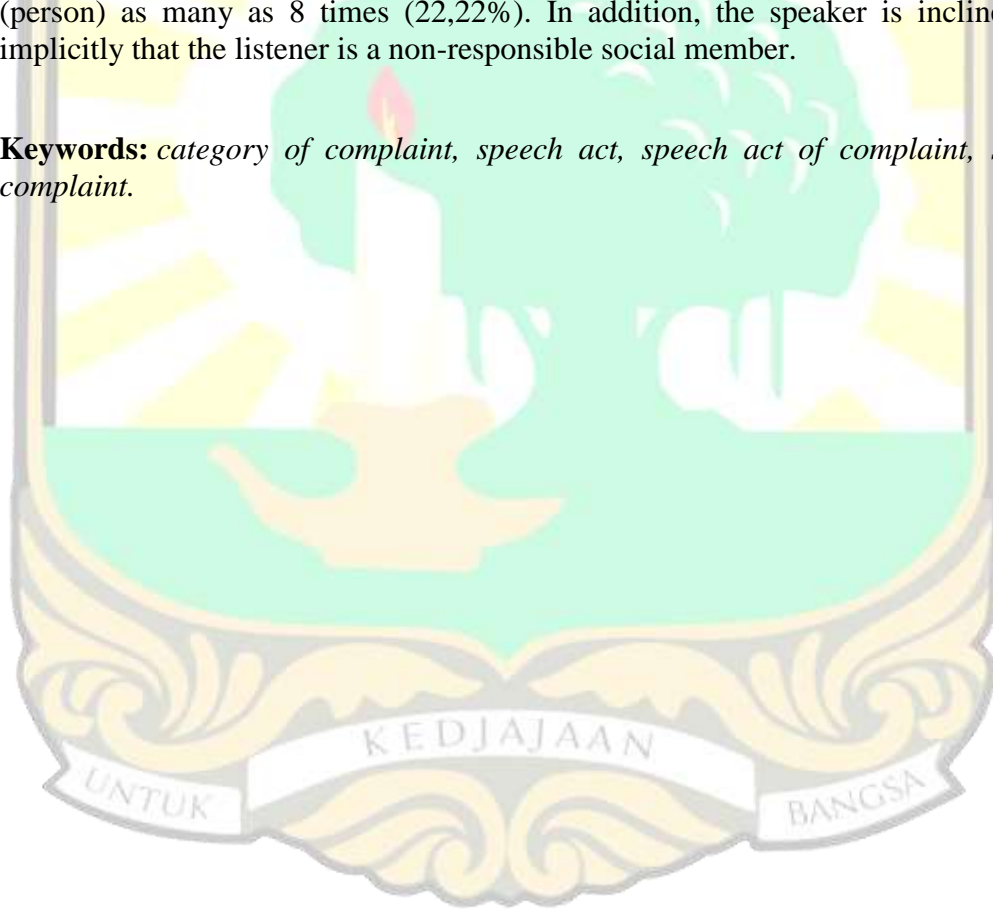 (person) as many as 8 times (22,22%). In addition, the speaker is
implicitly that the listener is a non-responsible social member.
Keywords: category of complaint, speech act, speech act of complaint,
complaint.
KEDJAJAAN
UNTUK
BANGSA